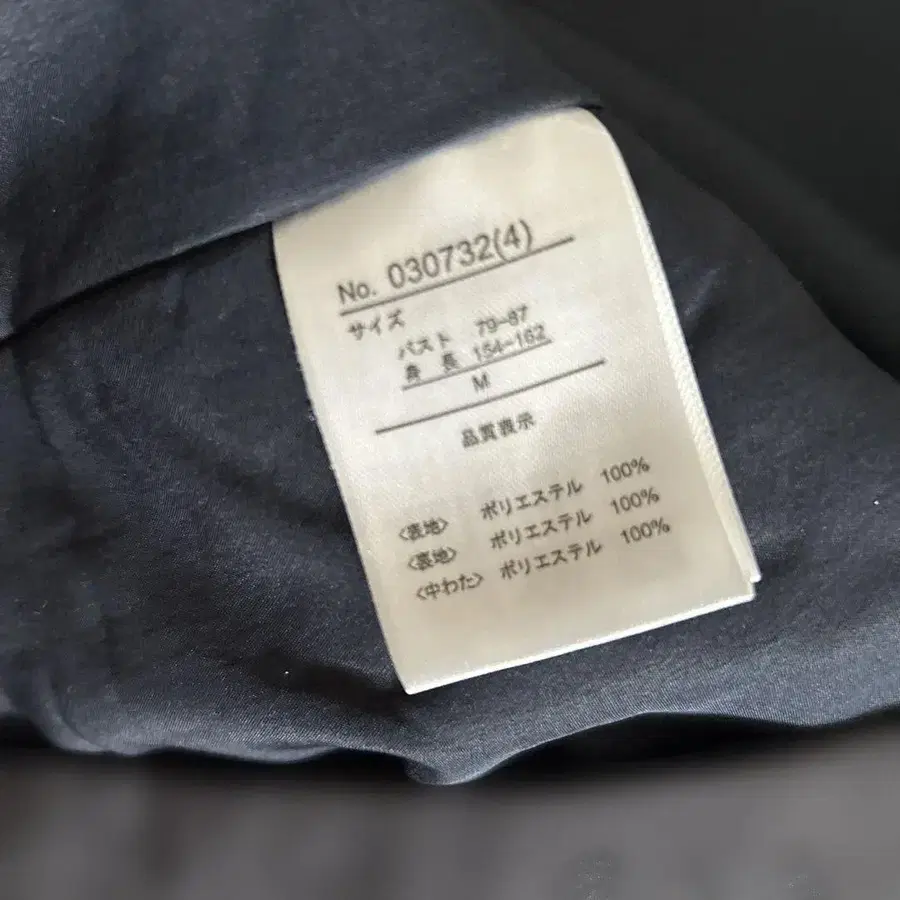 No. 030732(4)
サイズ
バスト 79-87
身 長 154-162
M
品質表示
<表地> ポリエステル 100%
<裏地> ポリエステル 100%
<中わた> ポリエステル 100%